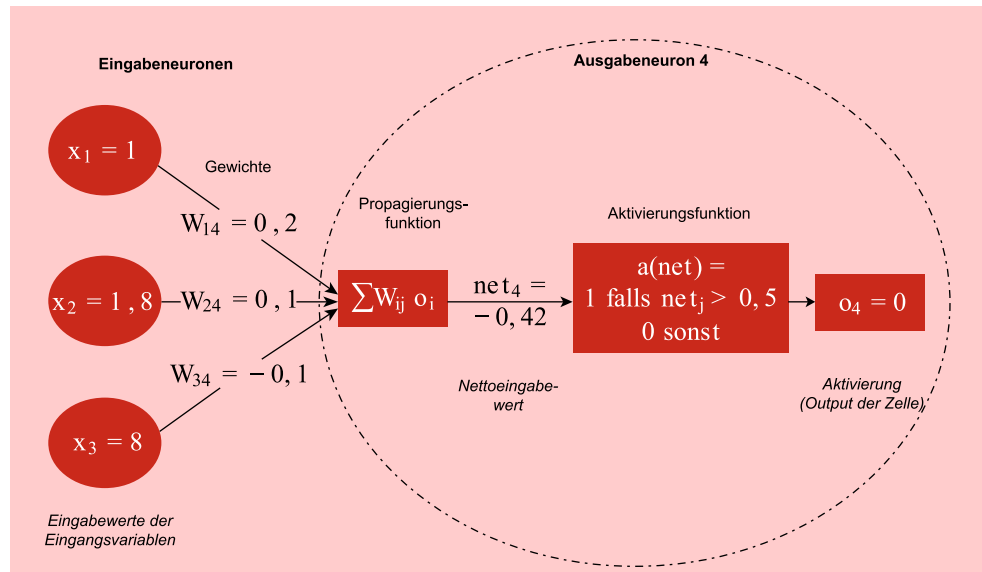 Eingabeneuronen
Ausgabeneuron 4
x₁ = 1
Gewichte
W₁₄ = 0 , 2
Propagierungs-
funktion
Aktivierungsfunktion
x₂ = 1 , 8
W₂₄ = 0 , 1
∑Wᵢⱼ oᵢ
net₄ =
− 0 , 42
a(net) =
1 falls netⱼ > 0 , 5
0 sonst
o₄ = 0
W₃₄ = − 0 , 1
Nettoeingabe-
wert
Aktivierung
(Output der Zelle)
x₃ = 8
Eingabewerte der
Eingangsvariablen